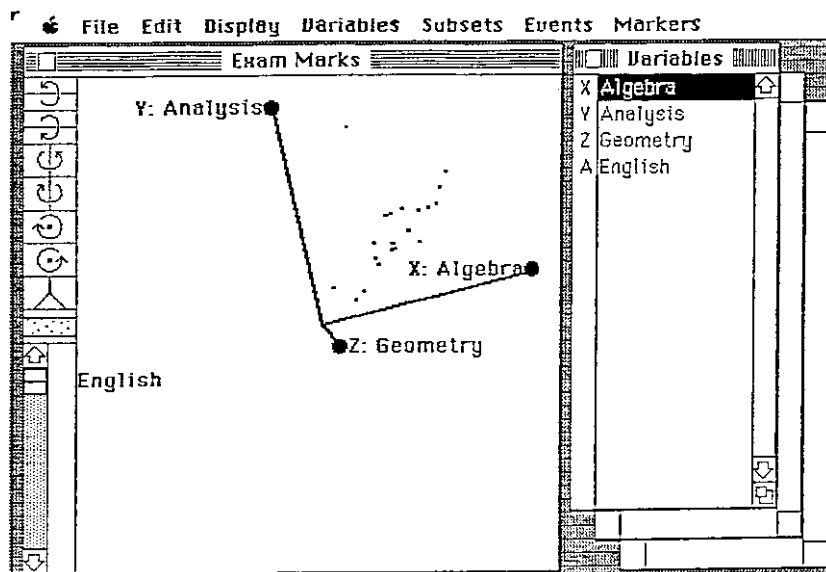 r
File Edit Display Variables Subsets Events Markers
Exam Marks
Variables
Y: Analysis
X: Algebra
Z: Geometry
English
X Algebra
Y Analysis
Z Geometry
A English